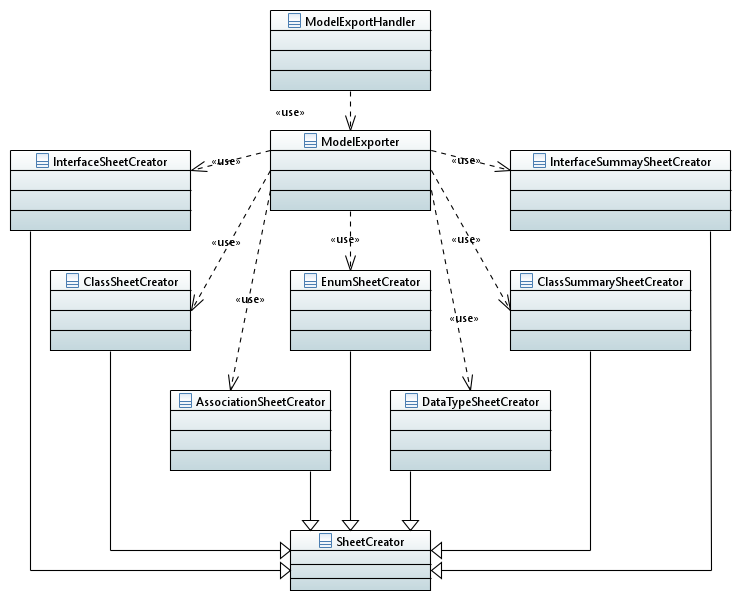 ModelExportHandler
«use»
ModelExporter
InterfaceSheetCreator
«use»
«use»
InterfaceSummaySheetCreator
«use»
«use»
«use»
ClassSheetCreator
EnumSheetCreator
ClassSummarySheetCreator
«use»
«use»
AssociationSheetCreator
DataTypeSheetCreator
SheetCreator